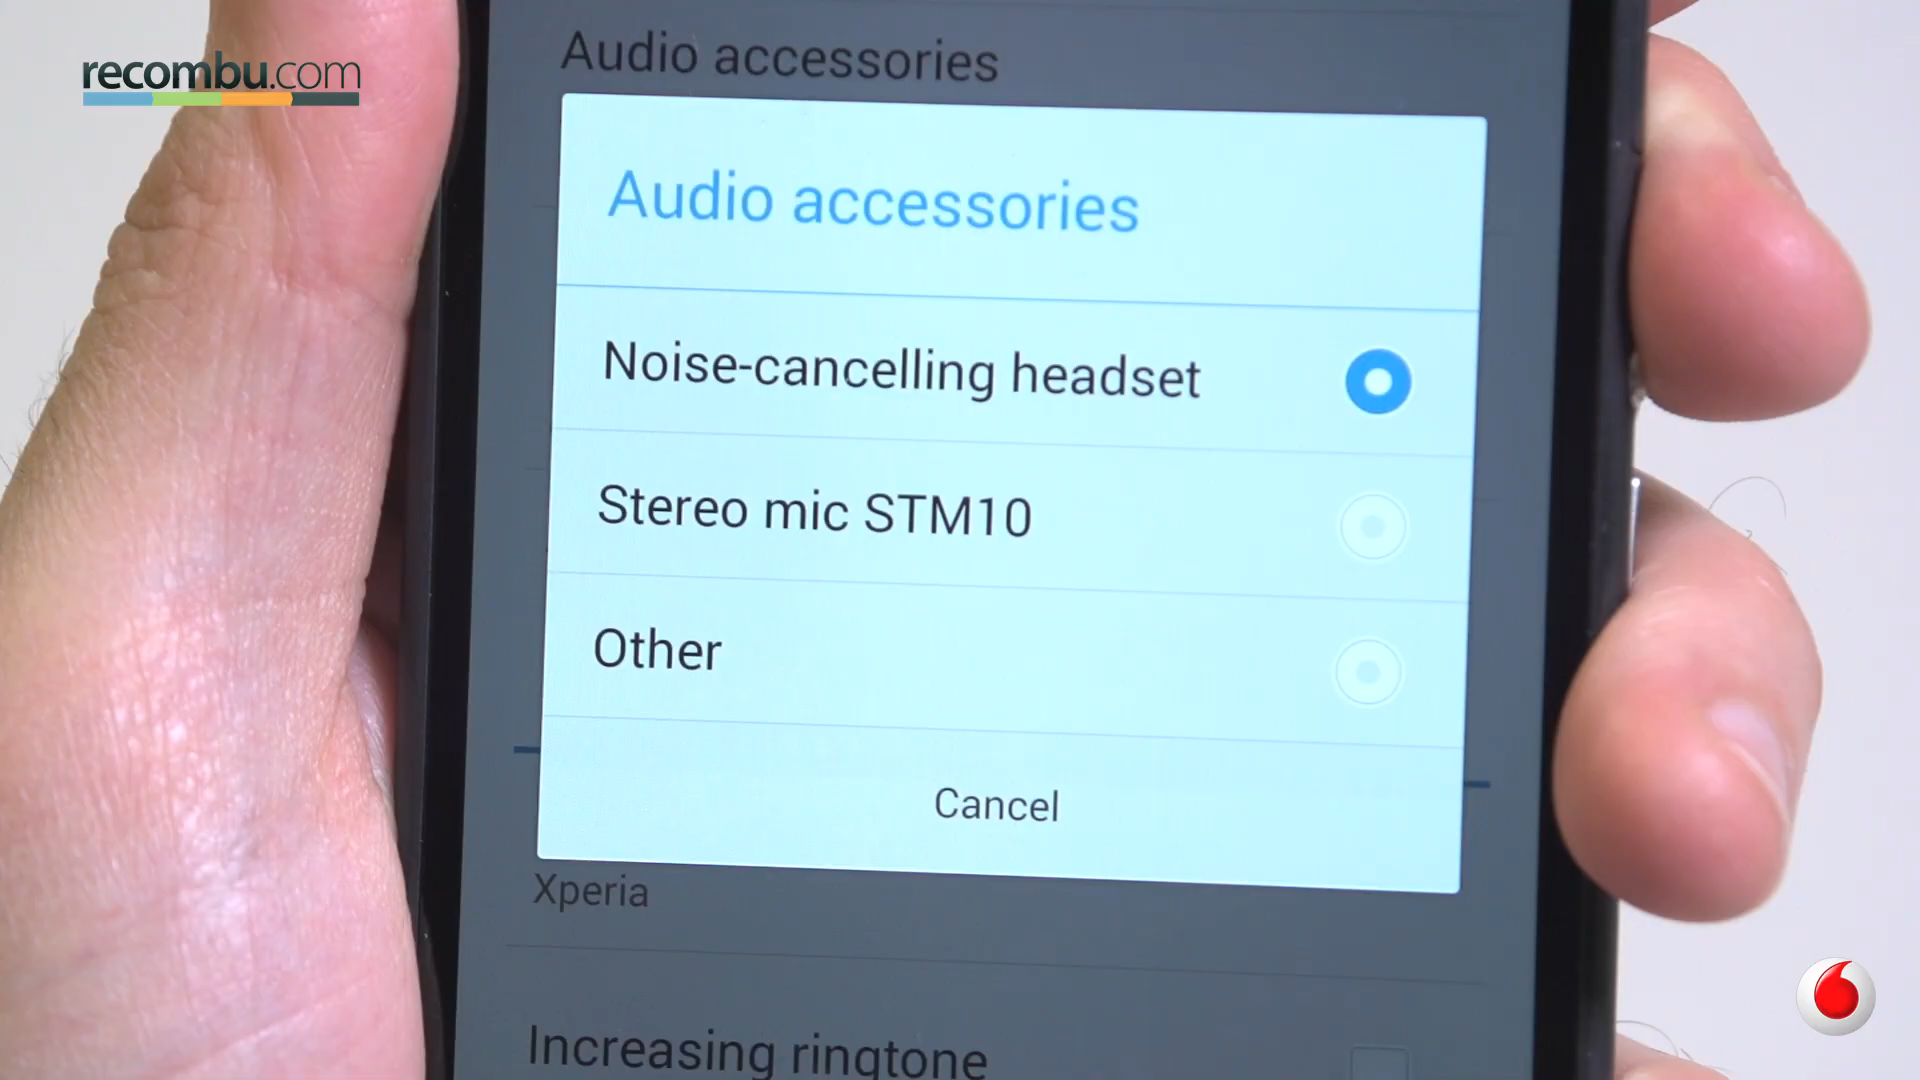 recombu.com
Audio accessories
Audio accessories
Noise-cancelling headset
Stereo mic STM10
Other
Cancel
Xperia
Increasing ringtone